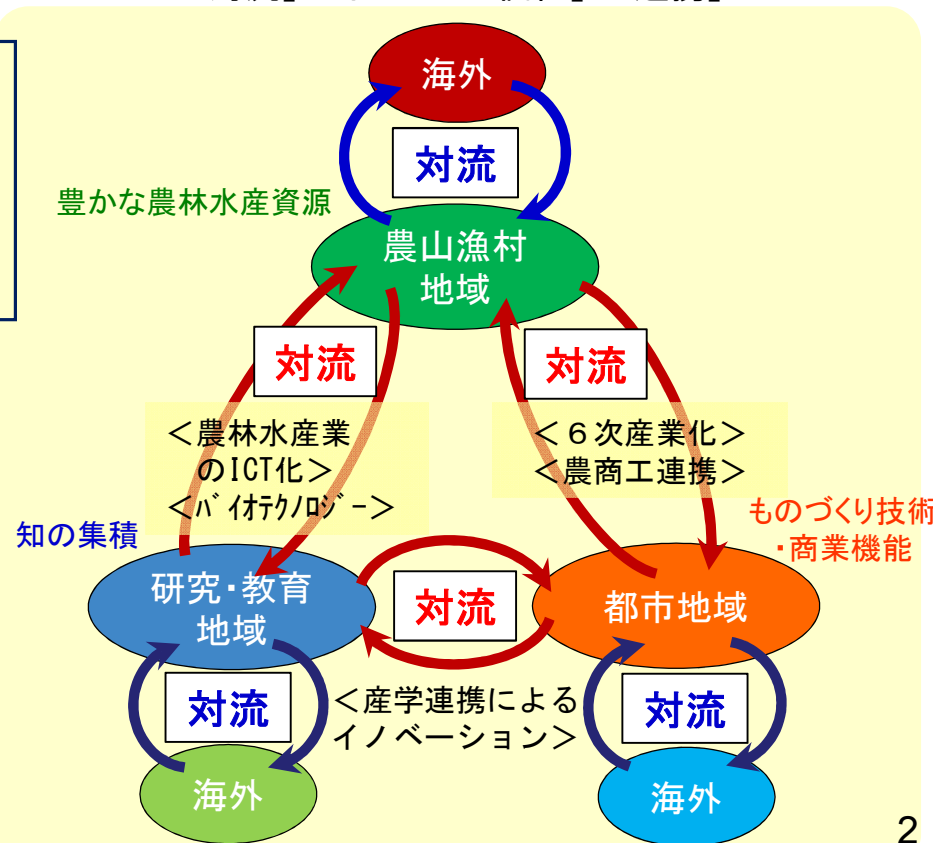 海外
対流
豊かな農林水産資源
農山漁村
地域
対流
対流
＜農林水産業
のICT化＞
＜ﾊﾞｲｵﾃｸﾉﾛｼﾞｰ＞
＜６次産業化＞
＜農商工連携＞
知の集積
ものづくり技術
・商業機能
研究・教育
地域
対流
都市地域
対流
＜産学連携による
イノベーション＞
対流
海外
海外
2